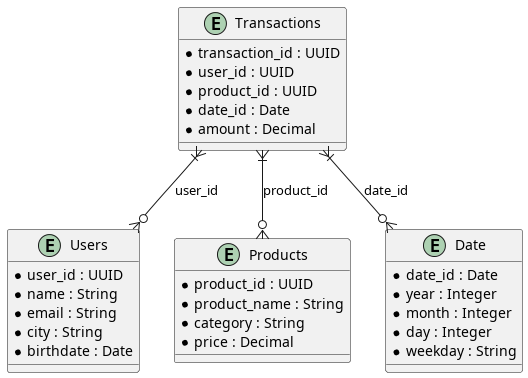 E Transactions
* transaction_id : UUID
* user_id : UUID
* product_id : UUID
* date_id : Date
* amount : Decimal
user_id
product_id
date_id
E Users
* user_id : UUID
* name : String
* email : String
* city : String
* birthdate : Date
E Products
* product_id : UUID
* product_name : String
* category : String
* price : Decimal
E Date
* date_id : Date
* year : Integer
* month : Integer
* day : Integer
* weekday : String